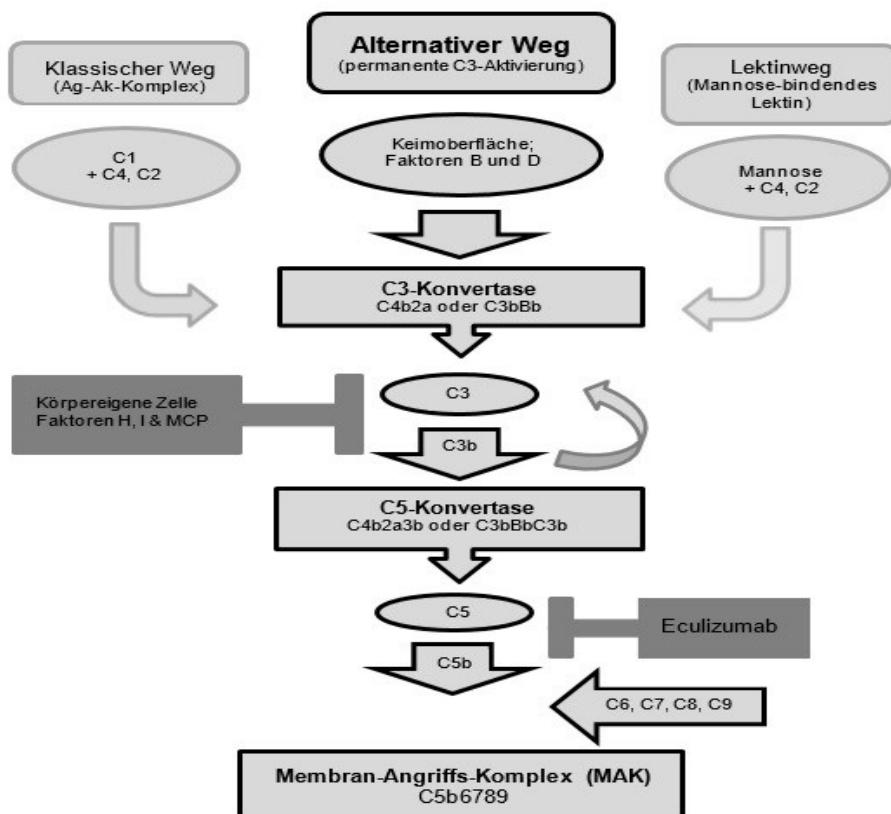 Klassischer Weg
(Ag-Ak-Komplex)
Alternativer Weg
(permanente C3-Aktivierung)
Lektinweg
(Mannose-bindendes
Lektin)
C1
+ C4, C2
Keimoberfläche;
Faktoren B und D
Mannose
+ C4, C2
C3-Konvertase
C4b2a oder C3bBb
Körpereigene Zelle
Faktoren H, I & MCP
C3
C3b
C5-Konvertase
C4b2a3b oder C3bBbC3b
C5
Eculizumab
C5b
C6, C7, C8, C9
Membran-Angriffs-Komplex (MAK)
C5b6789